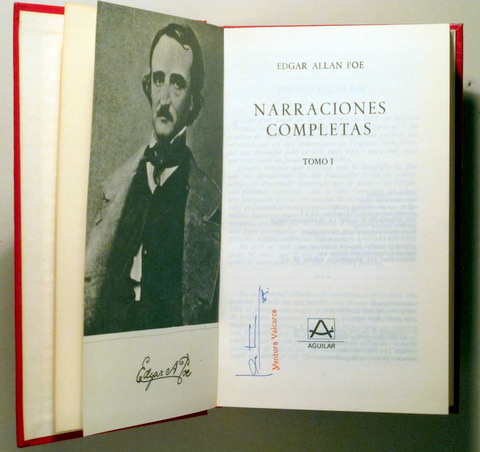 Edgar A Poe
EDGAR ALLAN POE
NARRACIONES
COMPLETAS
TOMO I
Ventura Valcarce
A
AGUILAR